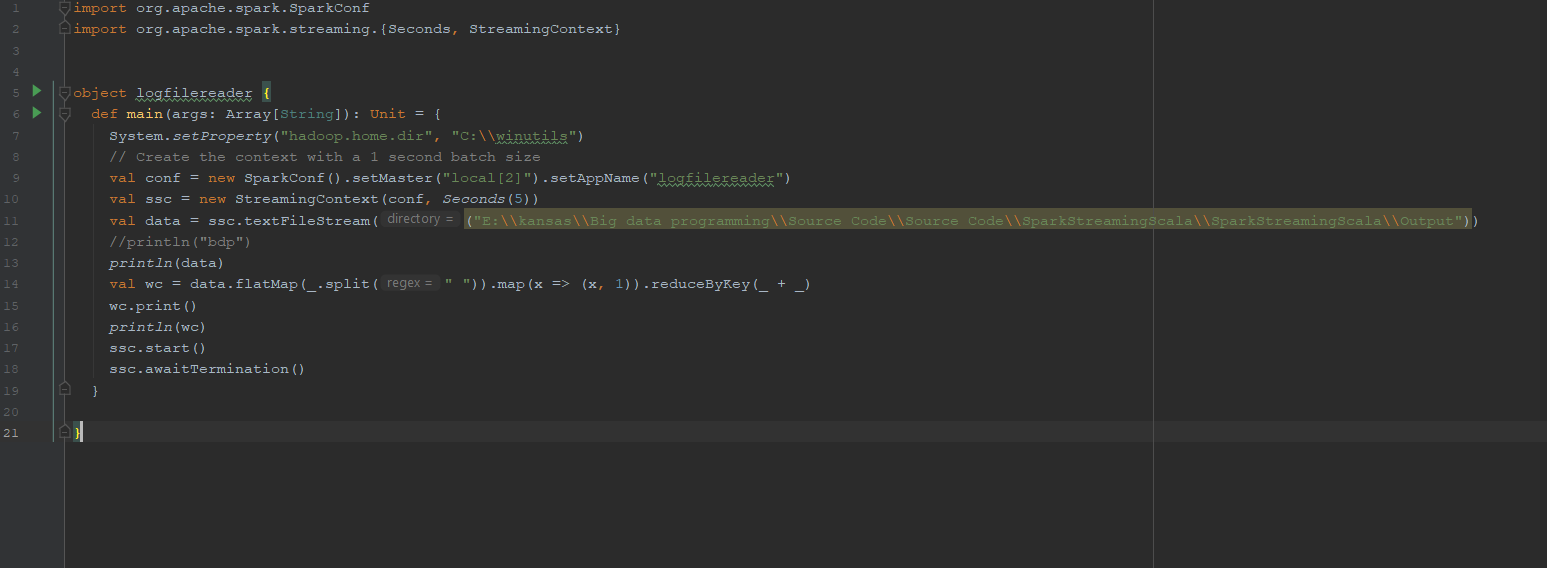 1 import org.apache.spark.SparkConf
2 import org.apache.spark.streaming.{Seconds, StreamingContext}
3
4
5 object logfilereader {
6 def main(args: Array[String]): Unit = {
7 System.setProperty("hadoop.home.dir", "C:\\winutils")
8 // Create the context with a 1 second batch size
9 val conf = new SparkConf().setMaster("local[2]").setAppName("logfilereader")
10 val ssc = new StreamingContext(conf, Seconds(5))
11 val data = ssc.textFileStream( directory = ("E:\\kansas\\Big data programming\\Source Code\\Source Code\\SparkStreamingScala\\SparkStreamingScala\\Output"))
12 //println("bdp")
13 println(data)
14 val wc = data.flatMap(_.split( regex = " ")).map(x => (x, 1)).reduceByKey(_ + _)
15 wc.print()
16 println(wc)
17 ssc.start()
18 ssc.awaitTermination()
19 }
20
21 }